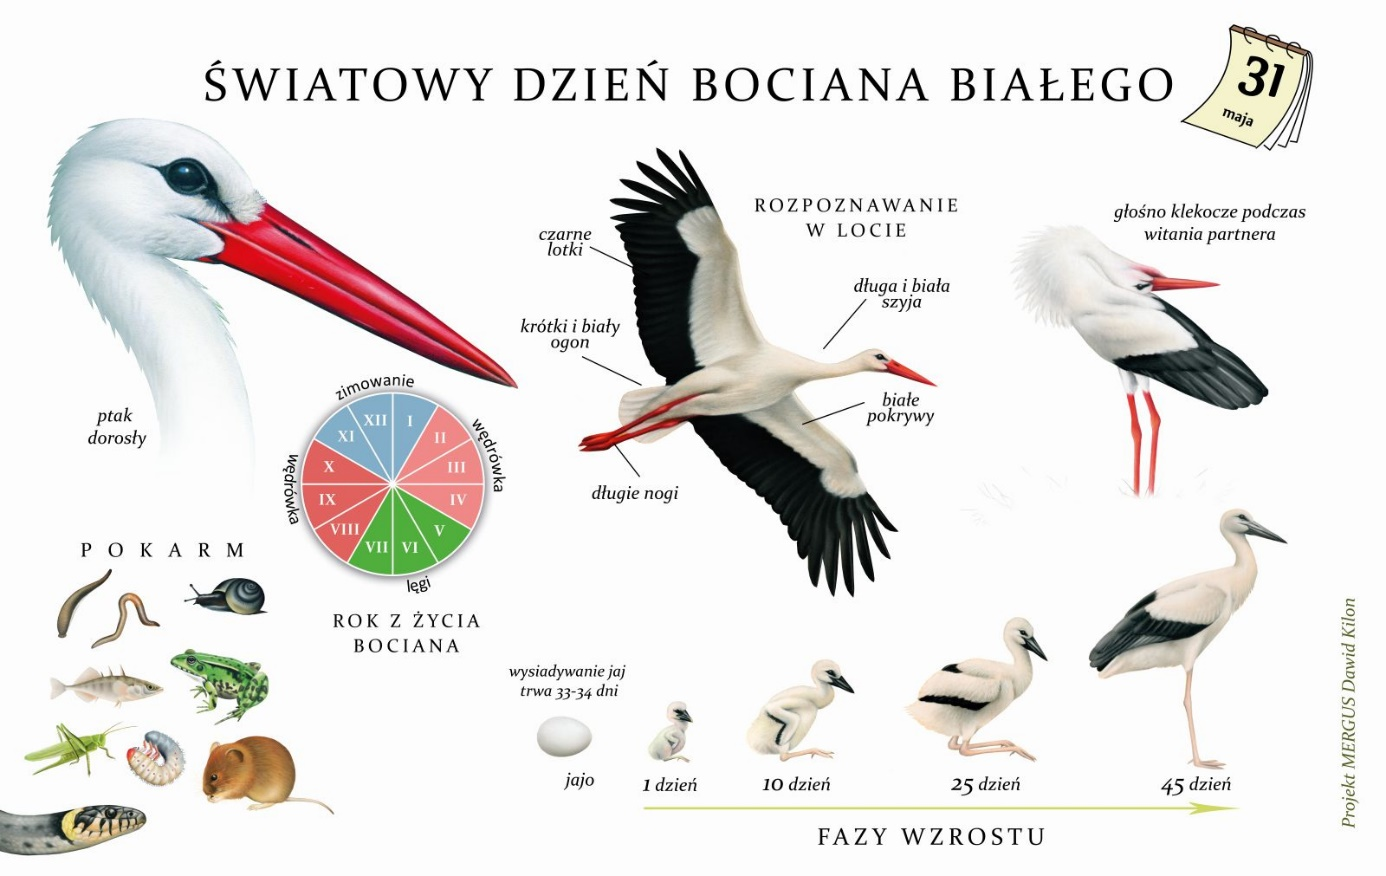 ŚWIATOWY DZIEŃ BOCIANA BIAŁEGO
31
maja
ptak
dorosły
ROZPOZNAWANIE
W LOCIE
czarne
lotki
długa i biała
szyja
krótki i biały
ogon
białe
pokrywy
długie nogi
głośno klekocze podczas
witania partnera
zimowanie
wędrówka
lęgi
wędrówka
I
II
III
IV
V
VI
VII
VIII
IX
X
XI
XII
ROK Z ŻYCIA
BOCIANA
POKARM
wysiadywanie jaj
trwa 33-34 dni
jajo
1 dzień
10 dzień
25 dzień
45 dzień
FAZY WZROSTU
Projekt MERGUS Dawid Kilon